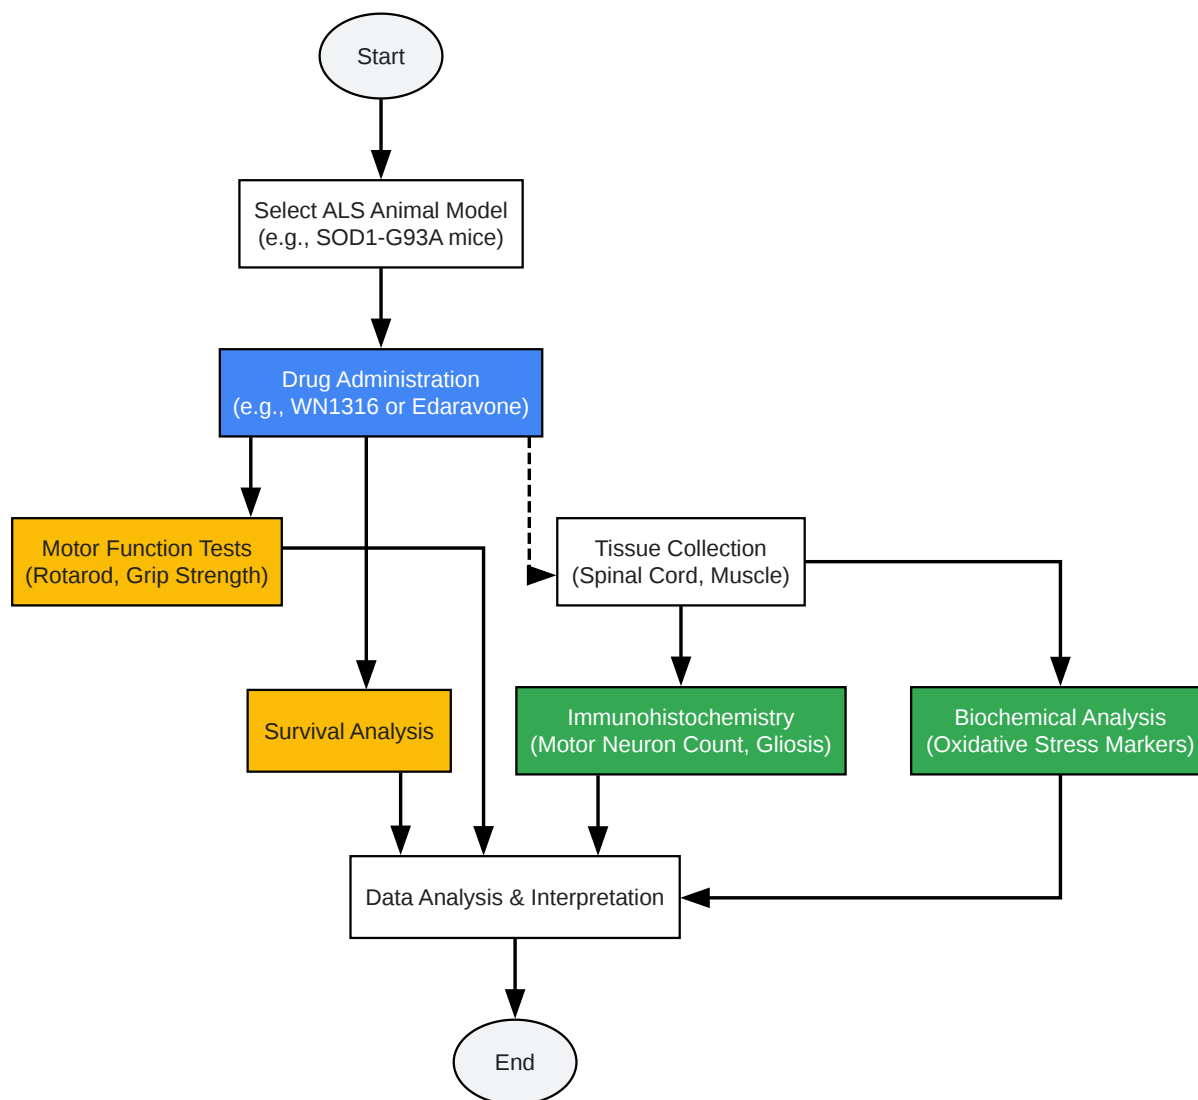 Start
Select ALS Animal Model
(e.g., SOD1-G93A mice)
Drug Administration
(e.g., WN1316 or Edaravone)
Motor Function Tests
(Rotarod, Grip Strength)
Tissue Collection
(Spinal Cord, Muscle)
Survival Analysis
Immunohistochemistry
(Motor Neuron Count, Gliosis)
Biochemical Analysis
(Oxidative Stress Markers)
Data Analysis & Interpretation
End